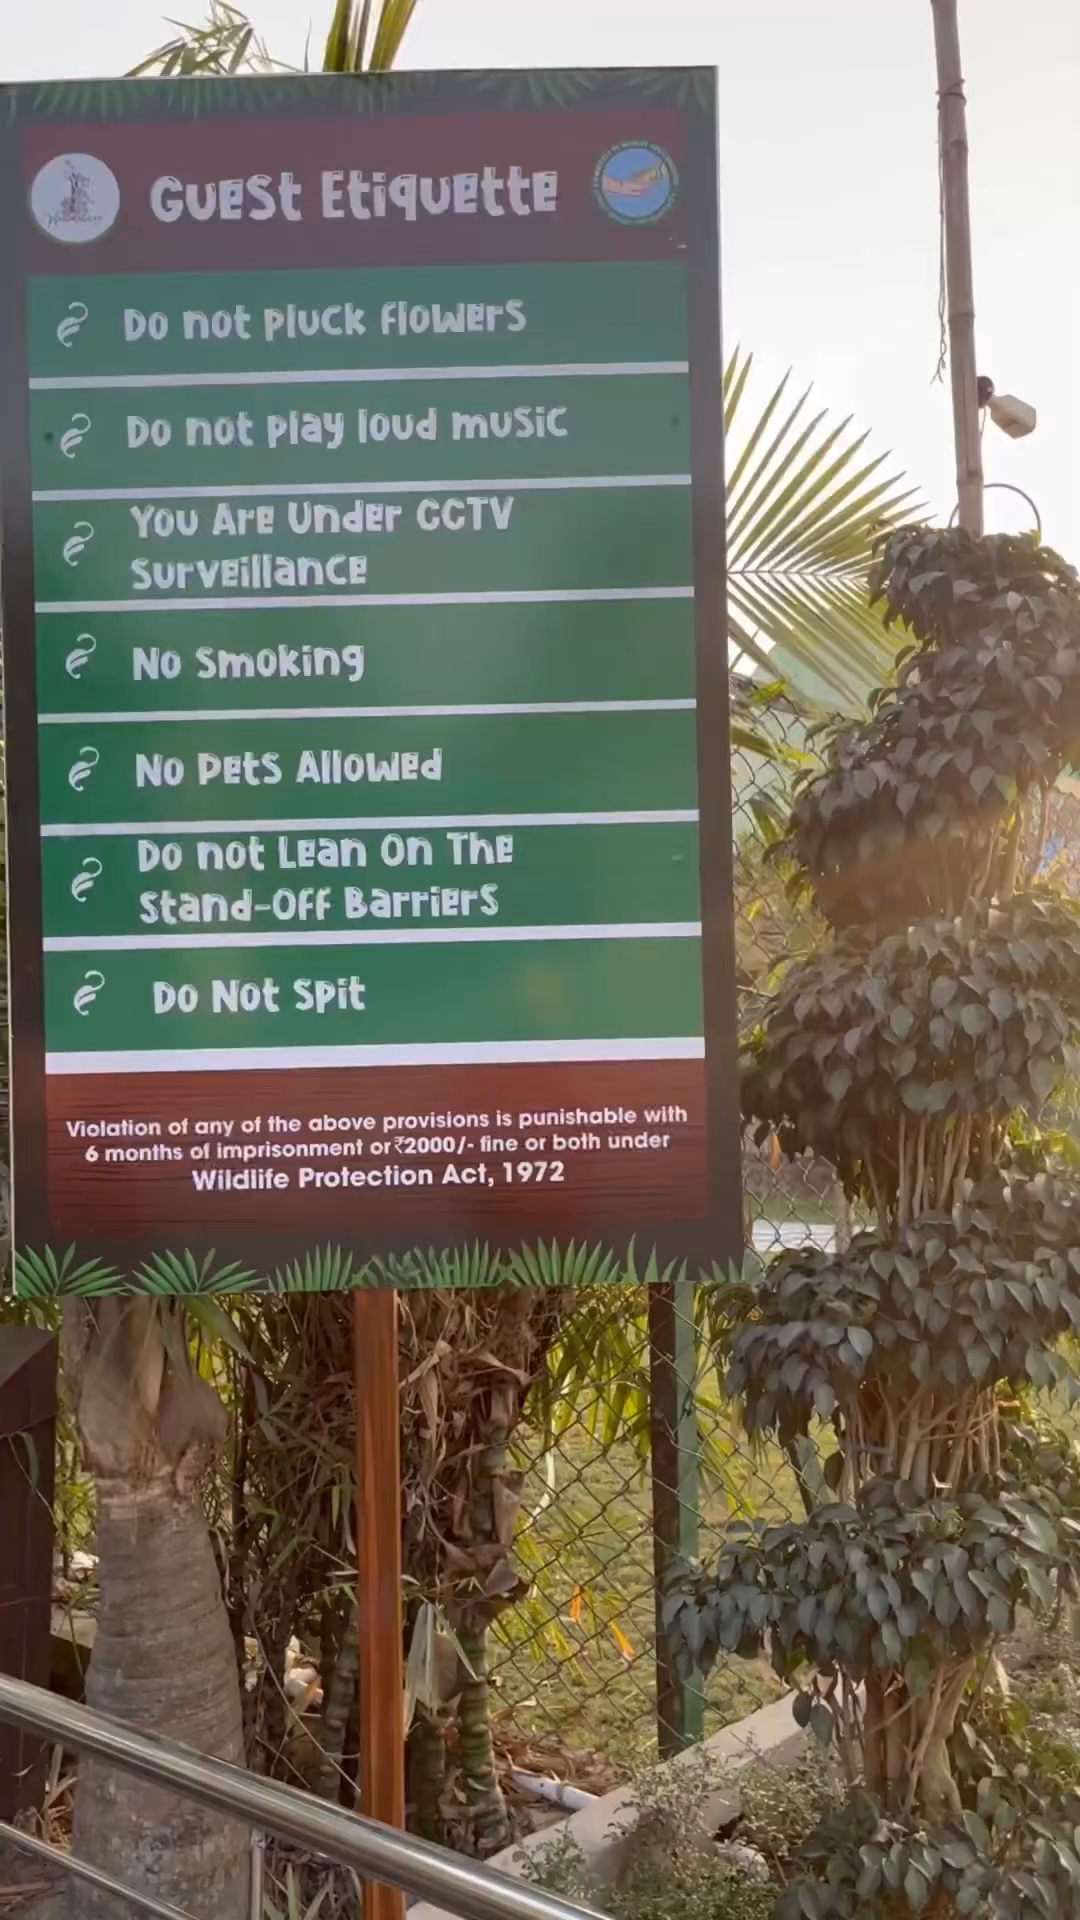 Guest Etiquette
Do not pluck flowers
Do not play loud music
You Are Under CCTV
Surveillance
No Smoking
No Pets Allowed
Do not Lean On The
Stand-Off Barriers
Do Not Spit
Violation of any of the above provisions is punishable with
6 months of imprisonment or ₹2000/- fine or both under
Wildlife Protection Act, 1972